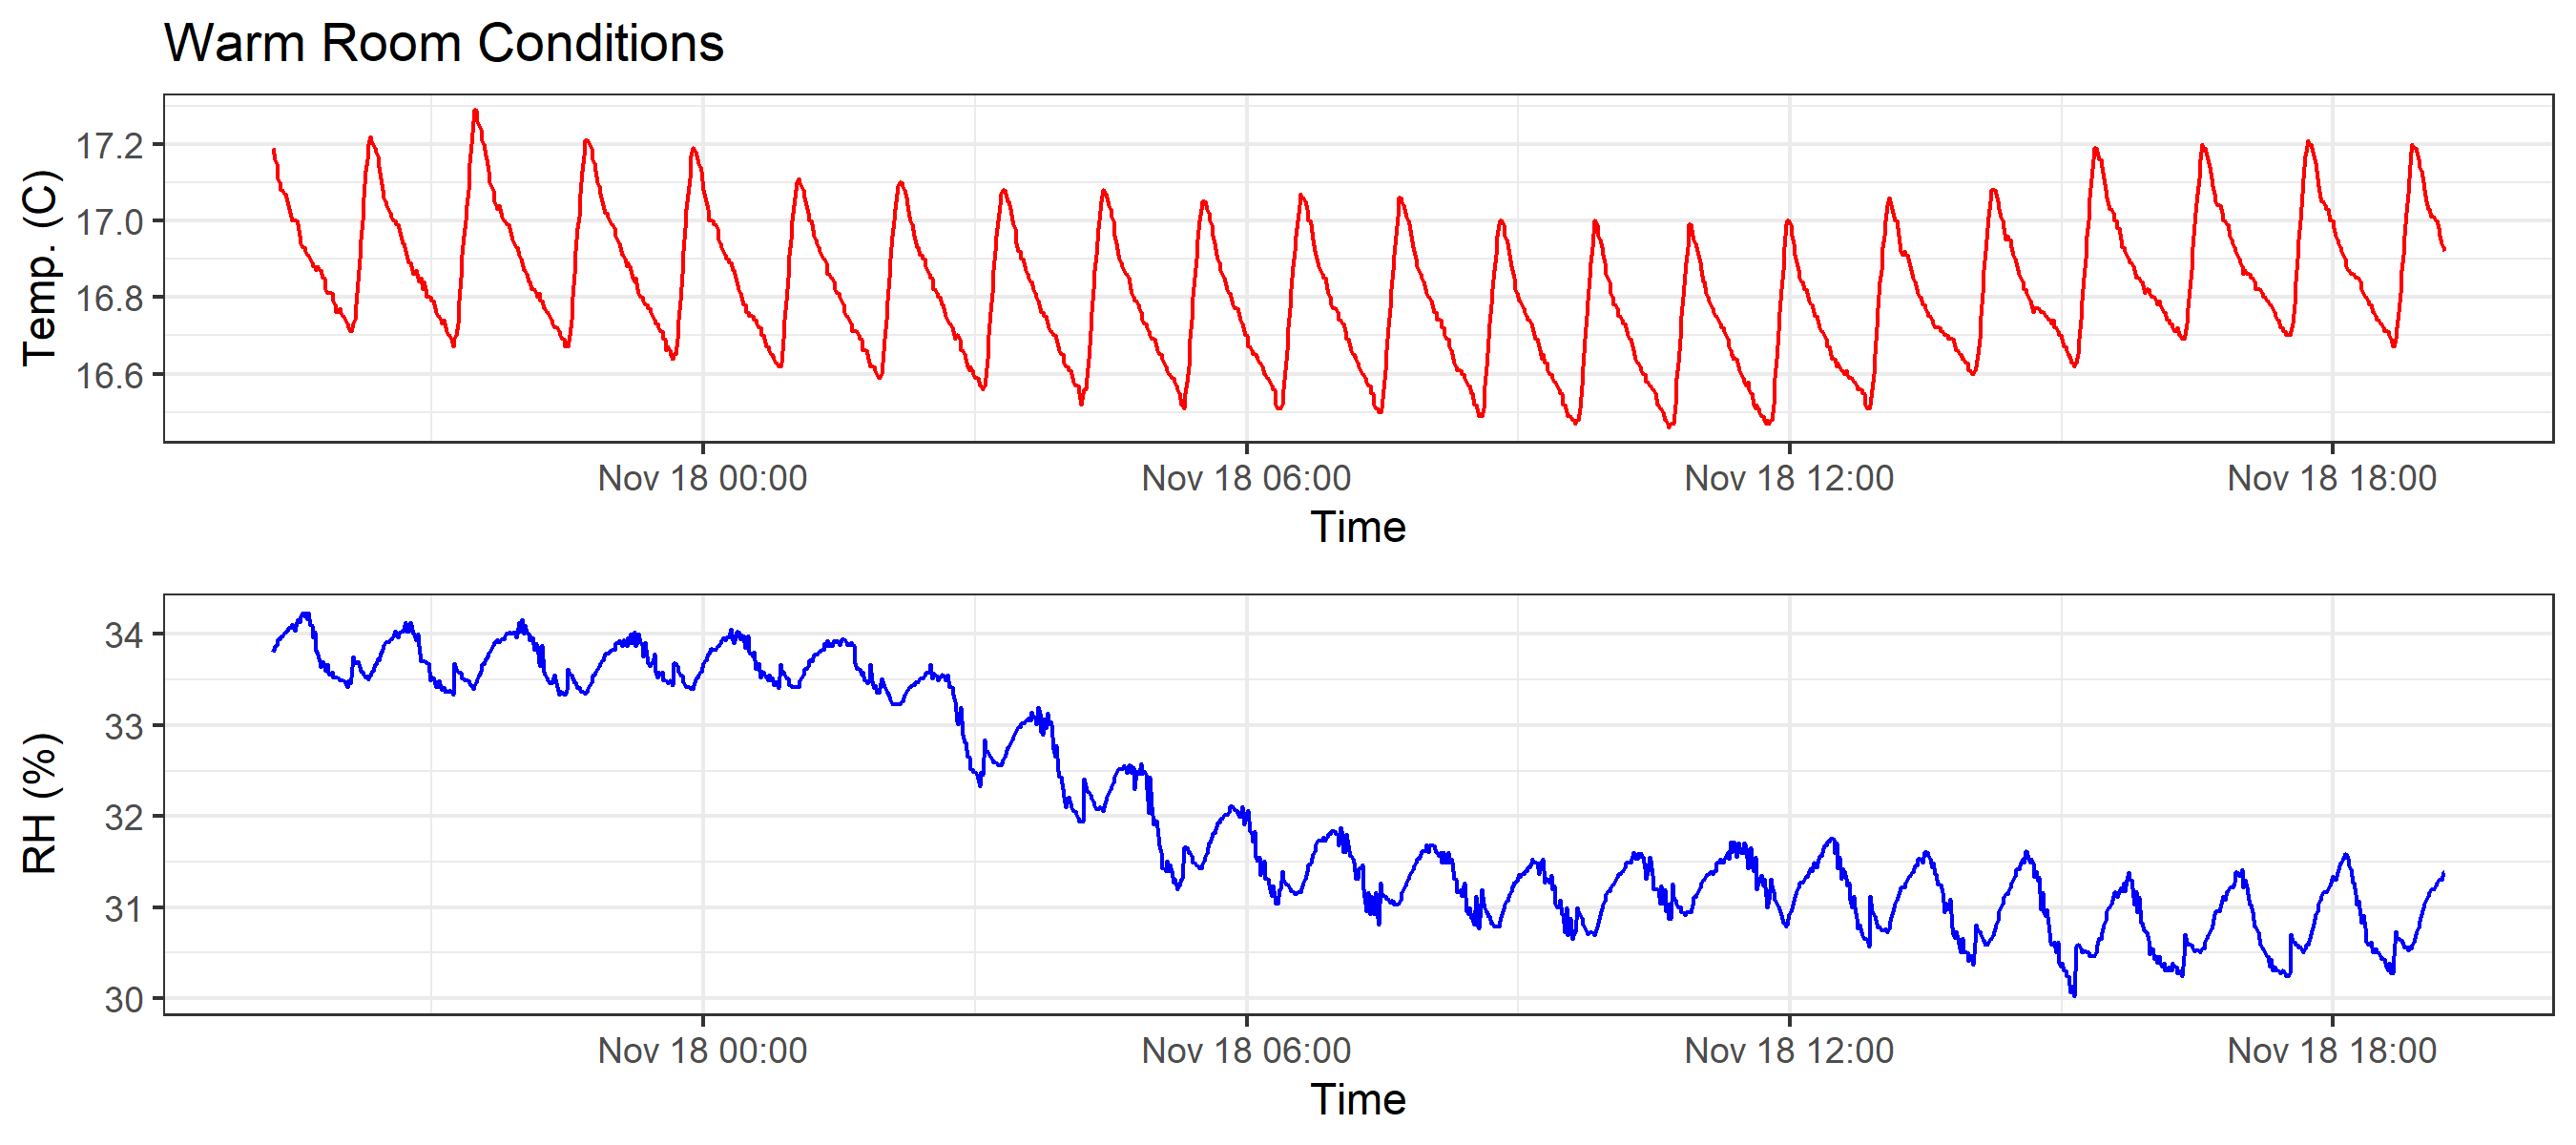 Warm Room Conditions
Temp. (C)
17.2
17.0
16.8
16.6
Nov 18 00:00 Nov 18 06:00 Nov 18 12:00 Nov 18 18:00
Time
RH (%)
34
33
32
31
30
Nov 18 00:00 Nov 18 06:00 Nov 18 12:00 Nov 18 18:00
Time